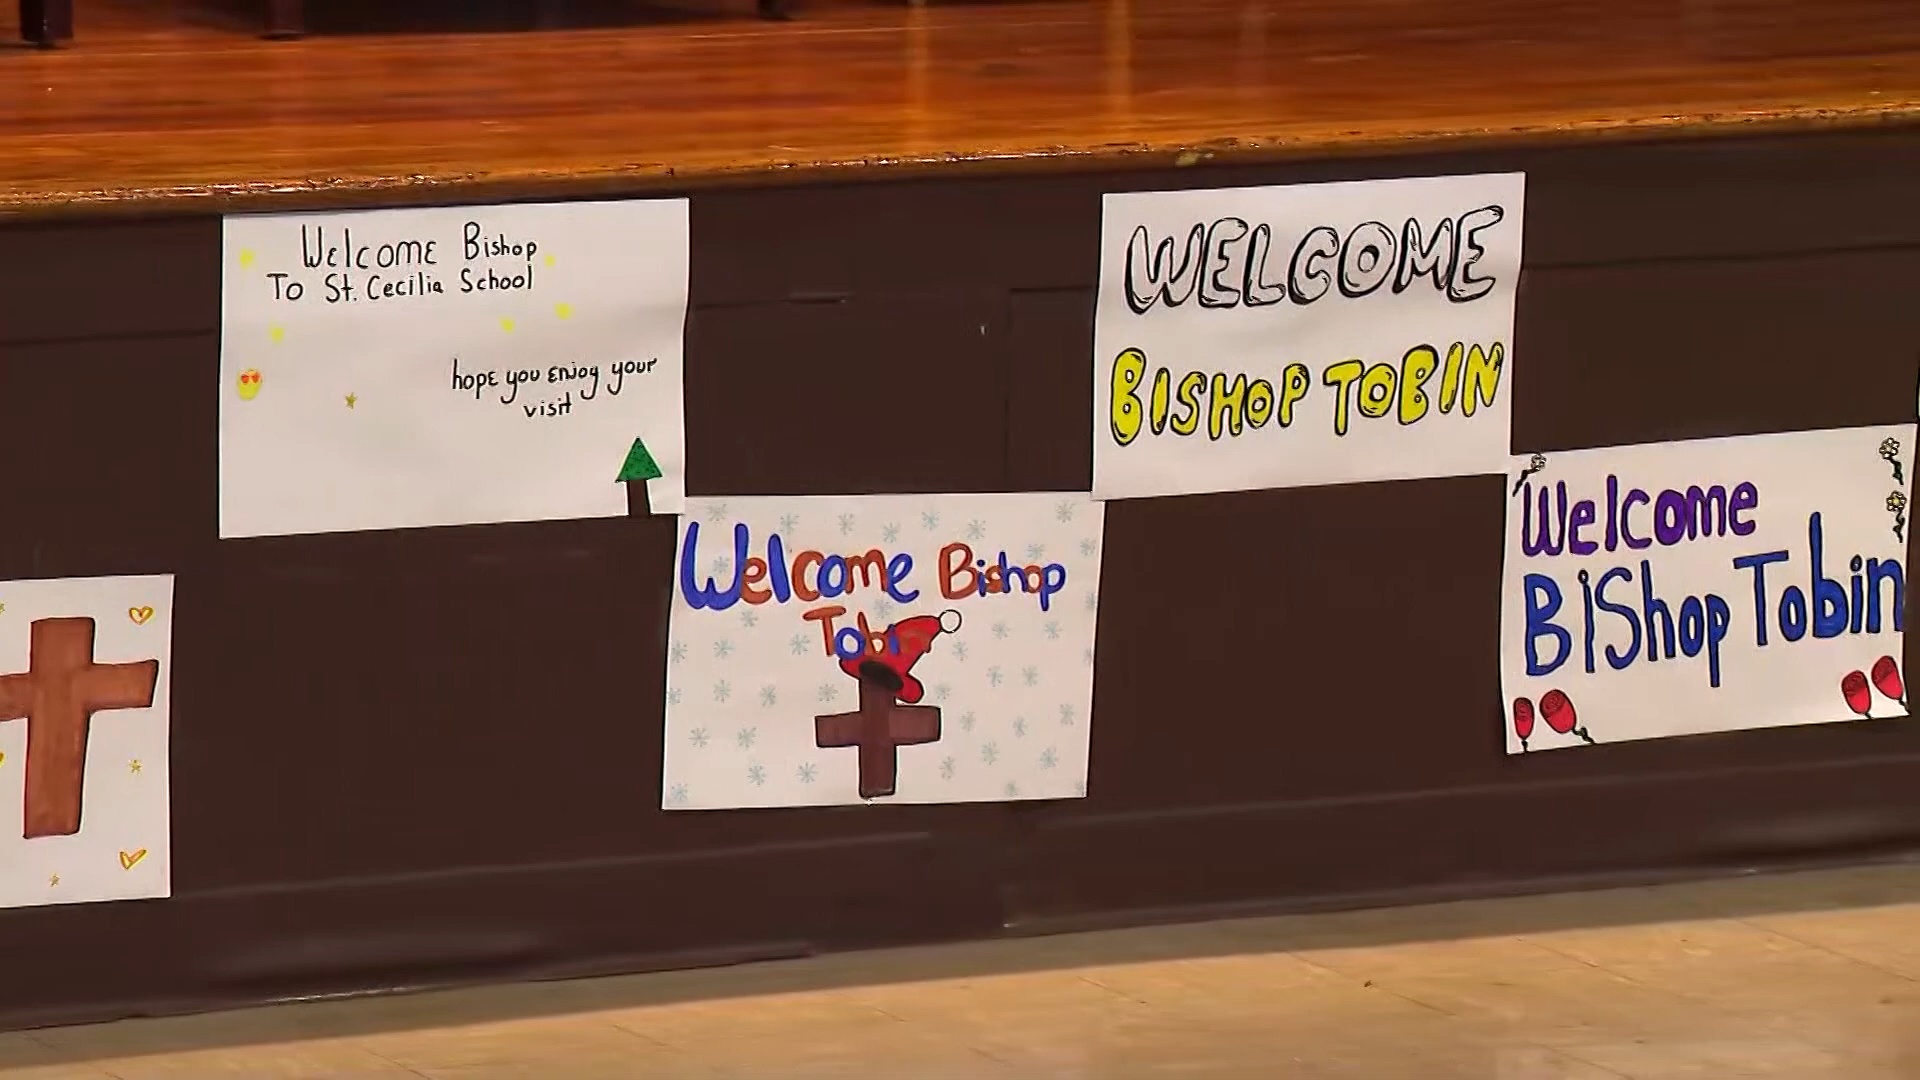 Welcome Bishop
To St. Cecilia School
hope you enjoy your
visit
WELCOME
BISHOP TOBIN
Welcome Bishop
Tobin
Welcome
BiShop Tobin